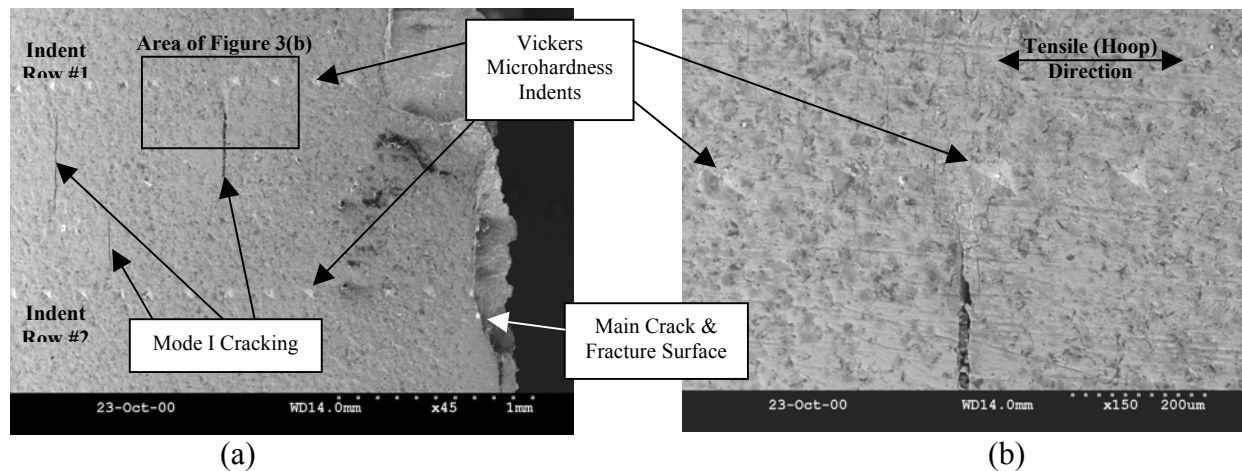 Indent
Row #1
Area of Figure 3(b)
Vickers
Microhardness
Indents
Tensile (Hoop)
Direction
Indent
Row #2
Mode I Cracking
Main Crack &
Fracture Surface
23-Oct-00 WD14.0mm x45 1mm
23-Oct-00 WD14.0mm x150 200um
(a)
(b)